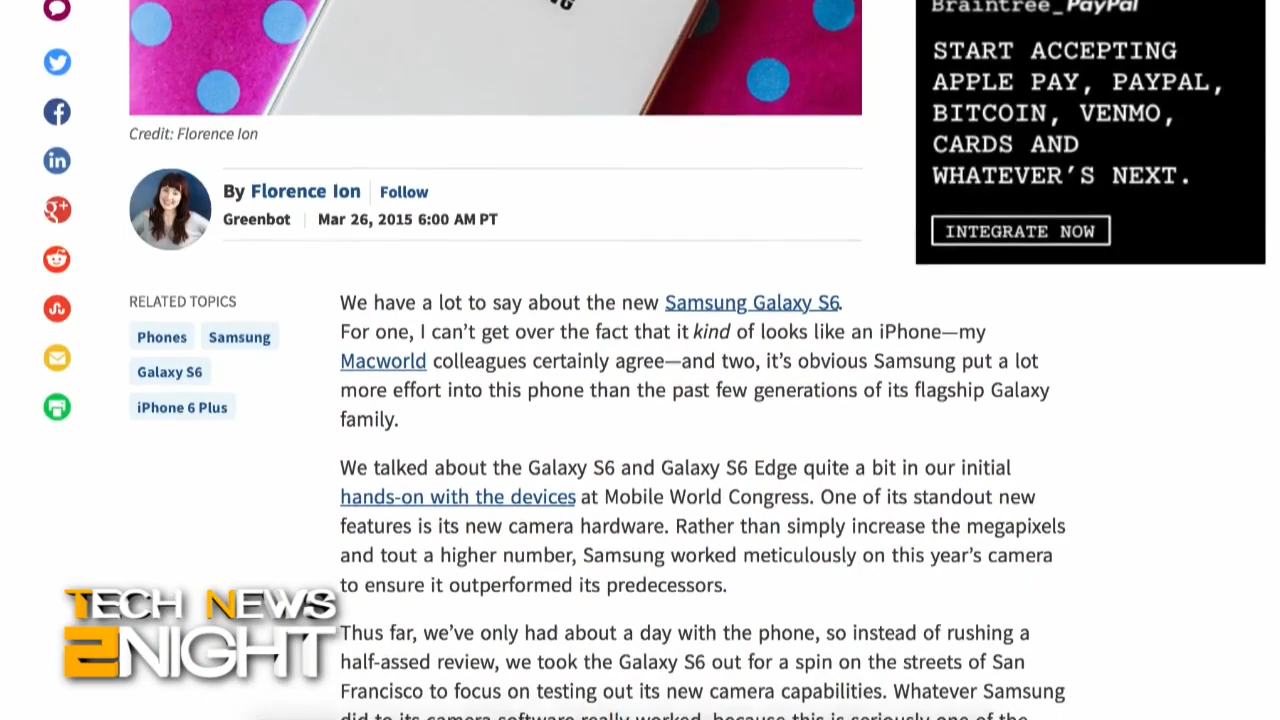 Braintree_PayPal
START ACCEPTING
APPLE PAY, PAYPAL,
BITCOIN, VENMO,
CARDS AND
WHATEVER'S NEXT.
INTEGRATE NOW
Credit: Florence Ion
By Florence Ion Follow
Greenbot Mar 26, 2015 6:00 AM PT
RELATED TOPICS
Phones Samsung
Galaxy S6
iPhone 6 Plus
We have a lot to say about the new Samsung Galaxy S6.
For one, I can't get over the fact that it kind of looks like an iPhone—my
Macworld colleagues certainly agree—and two, it's obvious Samsung put a lot
more effort into this phone than the past few generations of its flagship Galaxy
family.
We talked about the Galaxy S6 and Galaxy S6 Edge quite a bit in our initial
hands-on with the devices at Mobile World Congress. One of its standout new
features is its new camera hardware. Rather than simply increase the megapixels
and tout a higher number, Samsung worked meticulously on this year's camera
to ensure it outperformed its predecessors.
Thus far, we've only had about a day with the phone, so instead of rushing a
half-assed review, we took the Galaxy S6 out for a spin on the streets of San
Francisco to focus on testing out its new camera capabilities. Whatever Samsung
did to its camera software really worked, because this is seriously one of the
TECH NEWS
2NIGHT